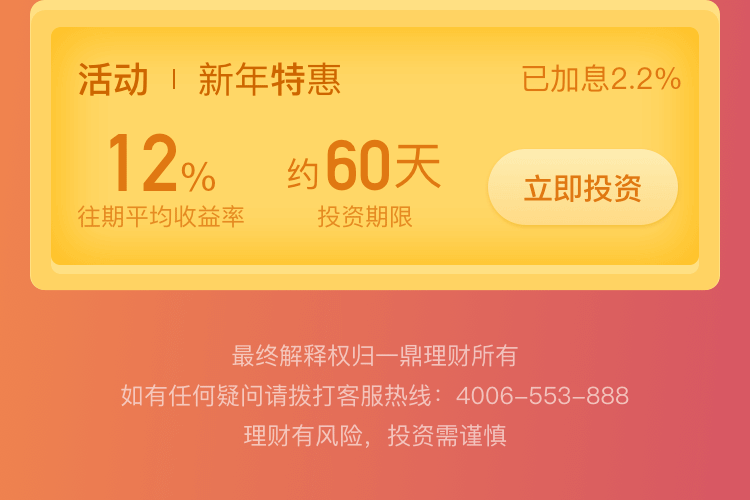 活动 | 新年特惠 已加息2.2%
12% 约60天 立即投资
往期平均收益率 投资期限
最终解释权归一鼎理财所有
如有任何疑问请拨打客服热线：4006-553-888
理财有风险，投资需谨慎